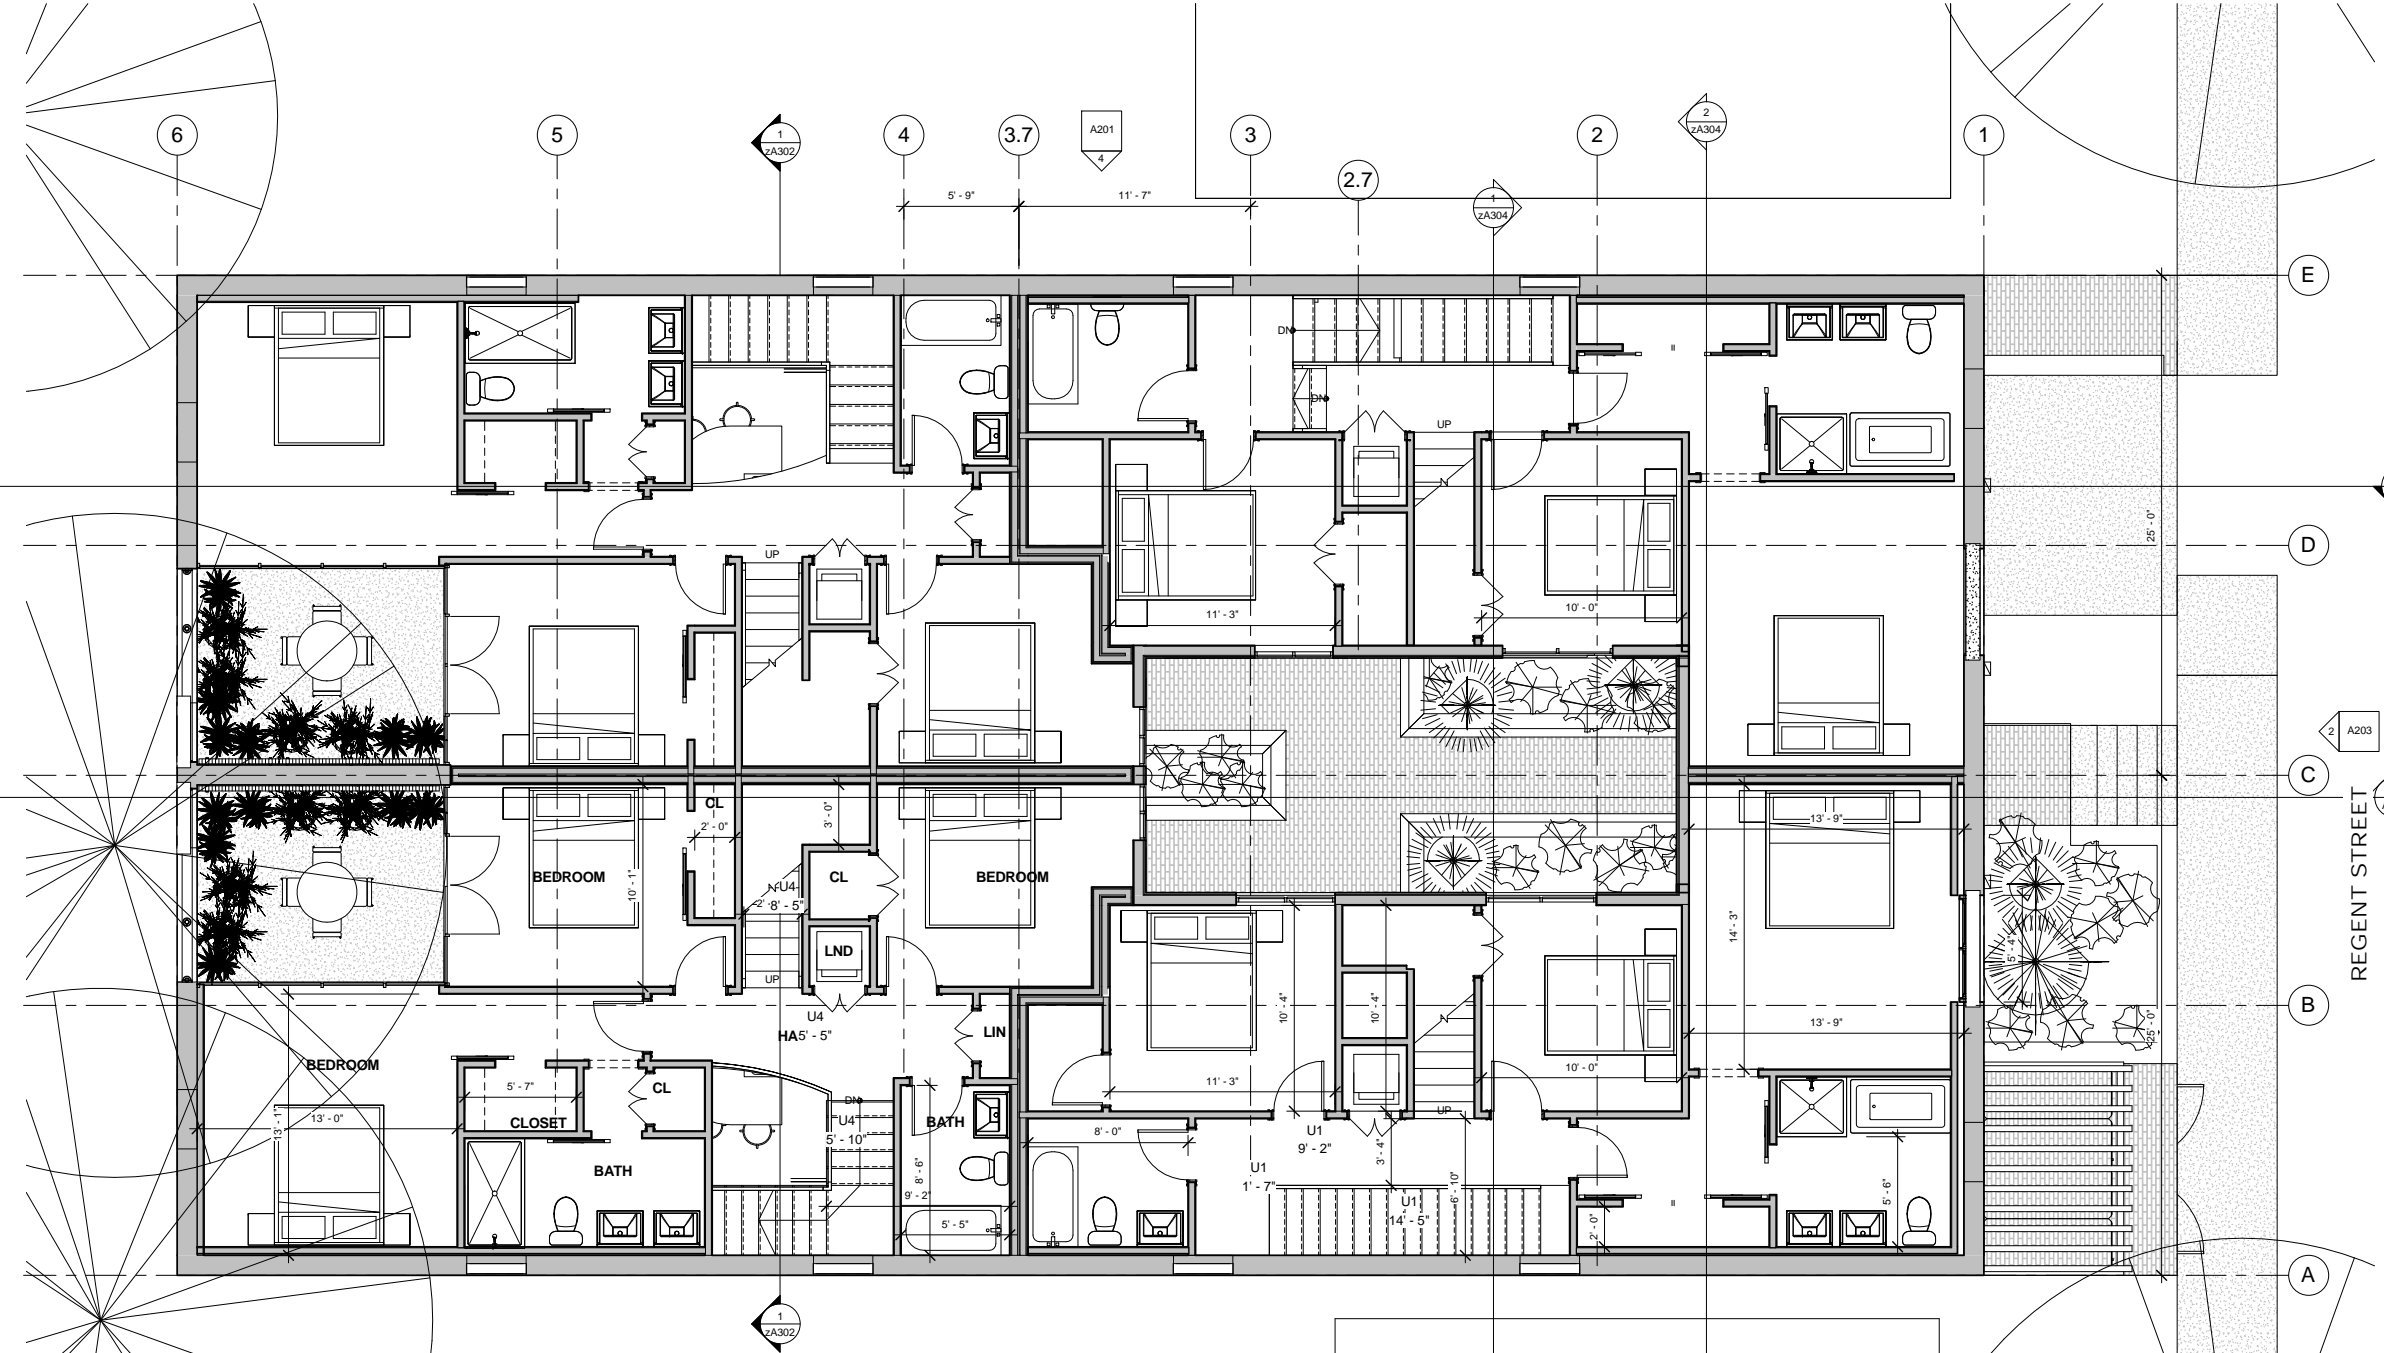 6
5
1
zA302
4
3.7
A201
4
3
2.7
2
1
zA304
2
zA304
1
5' - 9"
11' - 7"
E
DN
DN
UP
UP
D
25' - 0"
11' - 3"
10' - 0"
2
A203
C
CL
2' - 0"
3' - 0"
13' - 9"
BEDROOM
10' - 1"
CL
BEDROOM
U4
2' - 8' - 5"
LND
UP
14' - 3"
5' - 4"
REGENT STREET
10' - 4"
10' - 4"
B
U4
HA5' - 5"
LIN
13' - 9"
25' - 0"
BEDROOM
5' - 7"
CL
CLOSET
13' - 0"
13' - 1"
DN
U4
5' - 10"
BATH
11' - 3"
10' - 0"
UP
8' - 0"
U1
9' - 2"
3' - 4"
BATH
8' - 6"
U1
1' - 7"
6' - 10"
5' - 6"
9' - 2"
U1
14' - 5"
5' - 5"
2' - 0"
A
1
zA302